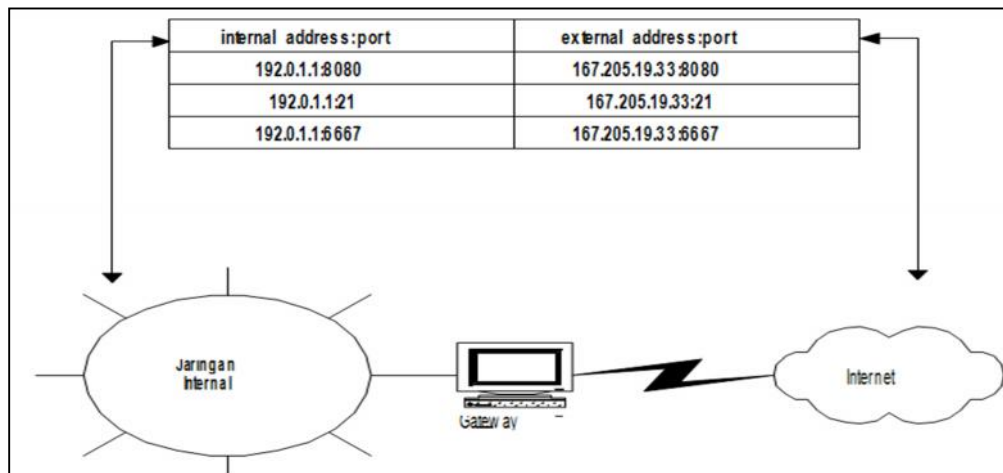 internal address:port external address:port
192.0.1.1:8080 167.205.19.33:8080
192.0.1.1:21 167.205.19.33:21
192.0.1.1:6667 167.205.19.33:6667
Jaringan
Internal
Gateway
Internet